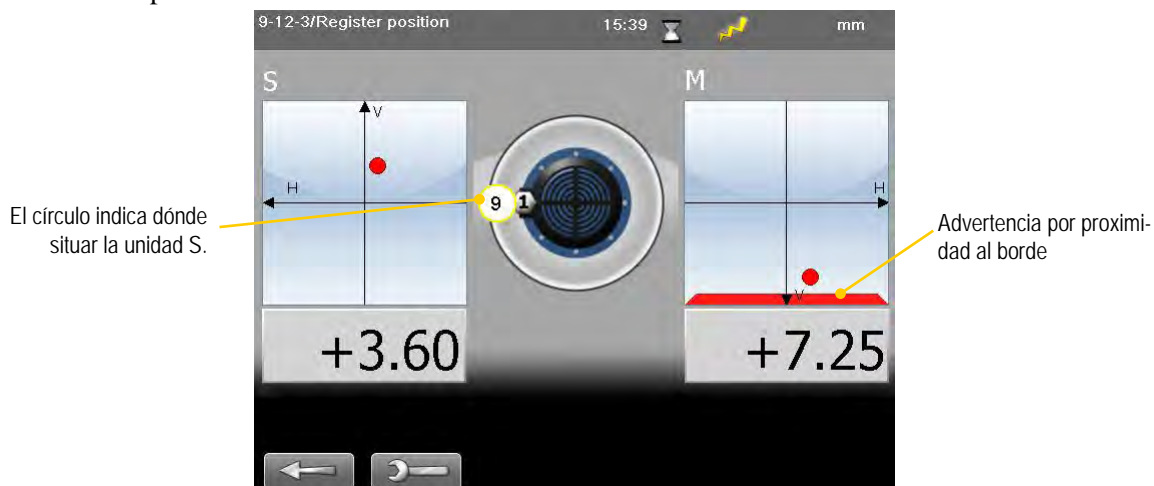 9-12-3/Register position 15:39 mm
S M
V
H H
9 1
V
+3.60 +7.25
El círculo indica dónde
situar la unidad S.
Advertencia por proximi-
dad al borde